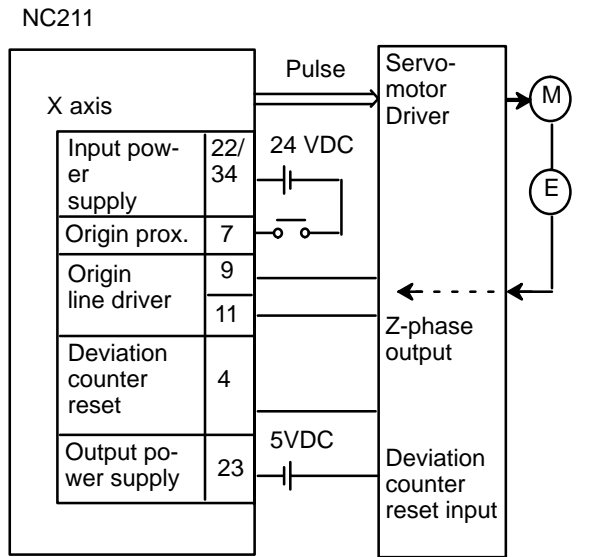 NC211
X axis
Input pow-
er
supply
22/
34
Origin prox.
7
Origin
line driver
9
11
Deviation
counter
reset
4
Output po-
wer supply
23
Pulse
24 VDC
5VDC
Servo-
motor
Driver
Z-phase
output
Deviation
counter
reset input
M
E